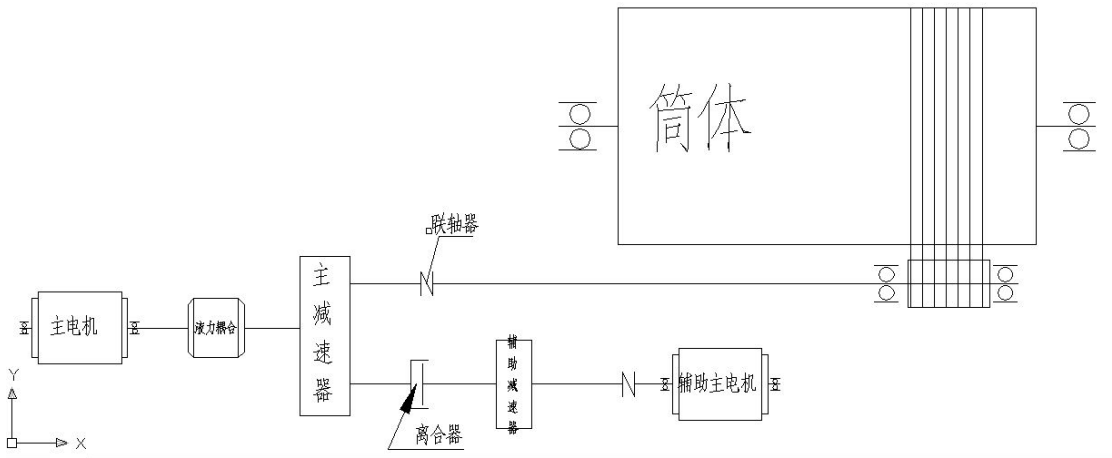 筒体
联轴器
主减速器
主电机
液力耦合
辅助减速器
辅助主电机
离合器
Y
X